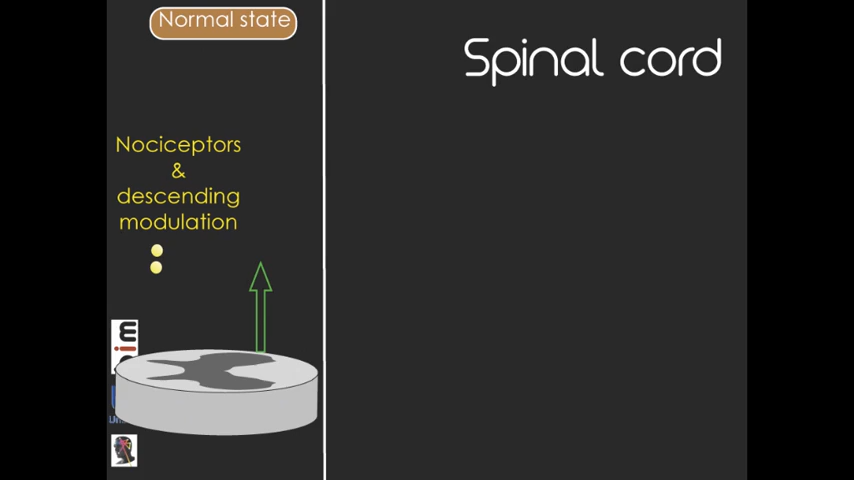 Normal state
Spinal cord
Nociceptors
&
descending
modulation